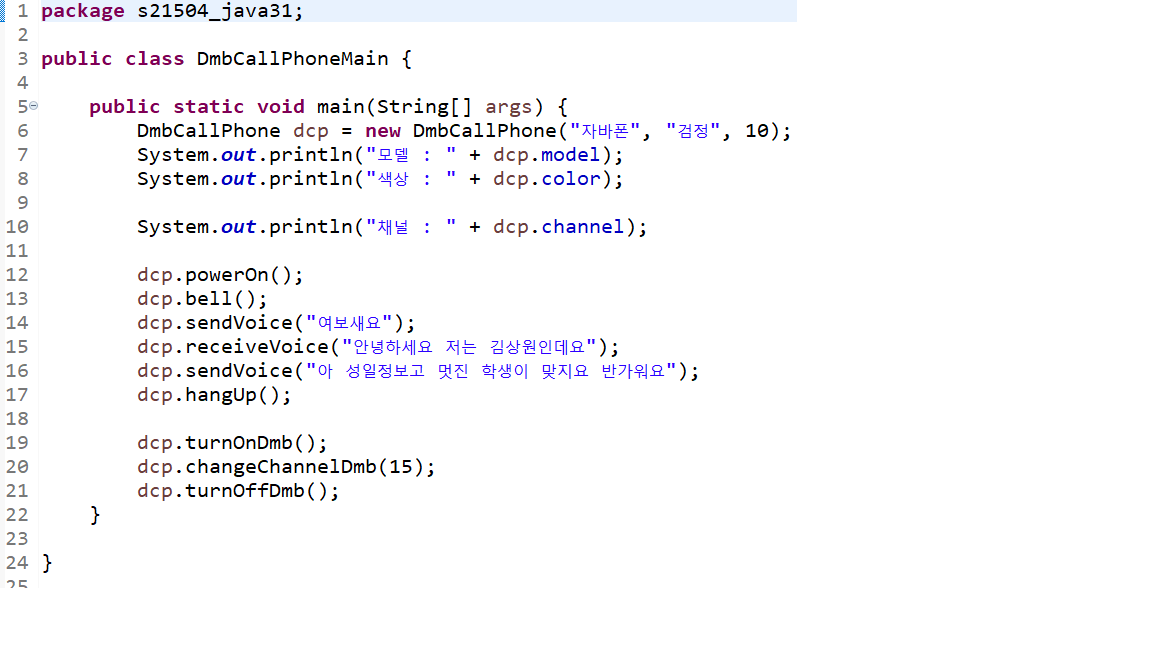 1 package s21504_java31;
2
3 public class DmbCallPhoneMain {
4
5 public static void main(String[] args) {
6 DmbCallPhone dcp = new DmbCallPhone("자바폰", "검정", 10);
7 System.out.println("모델 : " + dcp.model);
8 System.out.println("색상 : " + dcp.color);
9
10 System.out.println("채널 : " + dcp.channel);
11
12 dcp.powerOn();
13 dcp.bell();
14 dcp.sendVoice("여보새요");
15 dcp.receiveVoice("안녕하세요 저는 김상원인데요");
16 dcp.sendVoice("아 성일정보고 멋진 학생이 맞지요 반가워요");
17 dcp.hangUp();
18
19 dcp.turnOnDmb();
20 dcp.changeChannelDmb(15);
21 dcp.turnOffDmb();
22 }
23
24 }
25